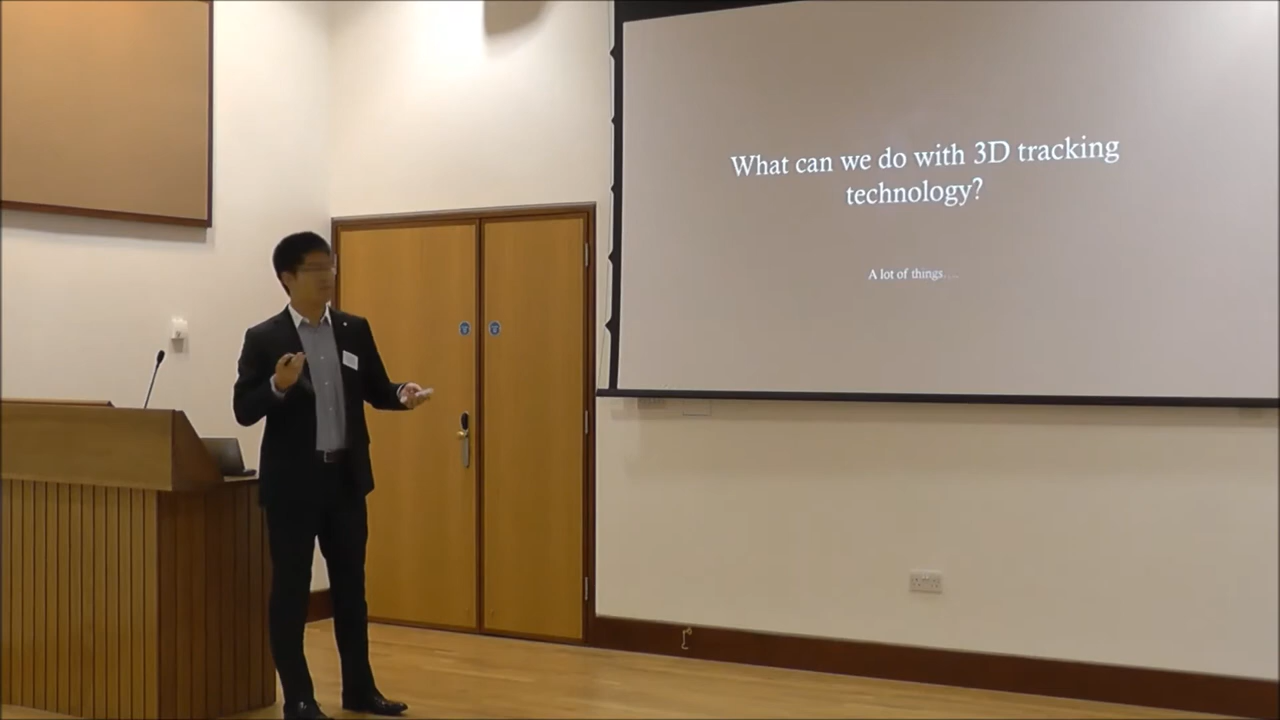 What can we do with 3D tracking
technology?
A lot of things....